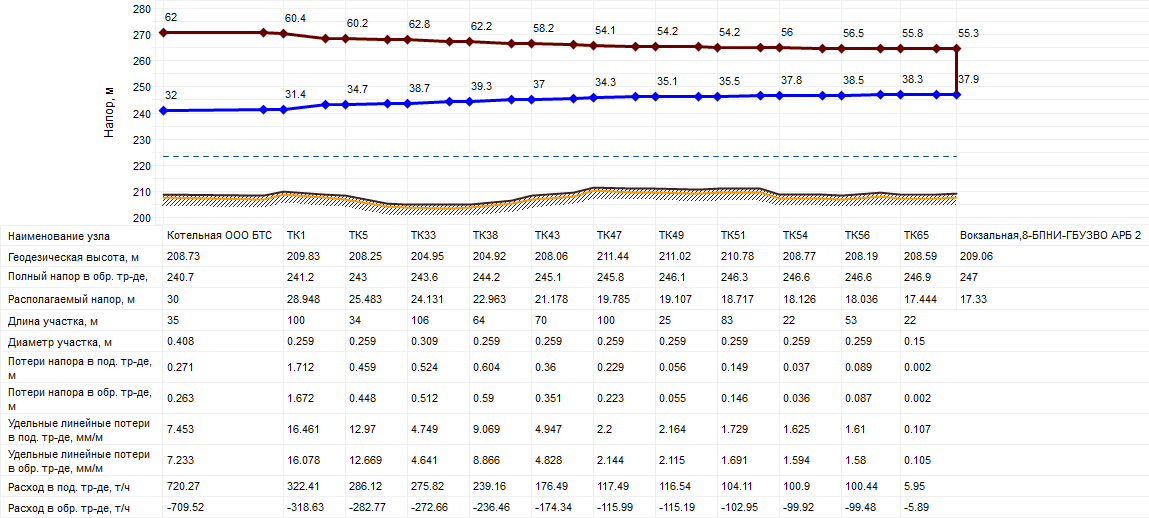 280
270
260
250
240
230
220
210
200
Напор, м
62 60.4 60.2 62.8 62.2 58.2 54.1 54.2 54.2 56 56.5 55.8 55.3
32 31.4 34.7 38.7 39.3 37 34.3 35.1 35.5 37.8 38.5 38.3 37.9
Наименование узла Котельная ООО БТС ТК1 ТК5 ТК33 ТК38 ТК43 ТК47 ТК49 ТК51 ТК54 ТК56 ТК65 Вокзальная,8-БПНИ-ГБУЗВО АРБ 2
Геодезическая высота, м 208.73 209.83 208.25 204.95 204.92 208.06 211.44 211.02 210.78 208.77 208.19 208.59 209.06
Полный напор в обр. тр-де, 240.7 241.2 243 243.6 244.2 245.1 245.8 246.1 246.3 246.6 246.6 246.9 247
Располагаемый напор, м 30 28.948 25.483 24.131 22.963 21.178 19.785 19.107 18.717 18.126 18.036 17.444 17.33
Длина участка, м 35 100 34 106 64 70 100 25 83 22 53 22
Диаметр участка, м 0.408 0.259 0.259 0.309 0.259 0.259 0.259 0.259 0.259 0.259 0.259 0.15
Потери напора в под. тр-де,
м 0.271 1.712 0.459 0.524 0.604 0.36 0.229 0.056 0.149 0.037 0.089 0.002
Потери напора в обр. тр-де,
м 0.263 1.672 0.448 0.512 0.59 0.351 0.223 0.055 0.146 0.036 0.087 0.002
Удельные линейные потери
в под. тр-де, мм/м 7.453 16.461 12.97 4.749 9.069 4.947 2.2 2.164 1.729 1.625 1.61 0.107
Удельные линейные потери
в обр. тр-де, мм/м 7.233 16.078 12.669 4.641 8.866 4.828 2.144 2.115 1.691 1.594 1.58 0.105
Расход в под. тр-де, т/ч 720.27 322.41 286.12 275.82 239.16 176.49 117.49 116.54 104.11 100.9 100.44 5.95
Расход в обр. тр-де, т/ч -709.52 -318.63 -282.77 -272.66 -236.46 -174.34 -115.99 -115.19 -102.95 -99.92 -99.48 -5.89